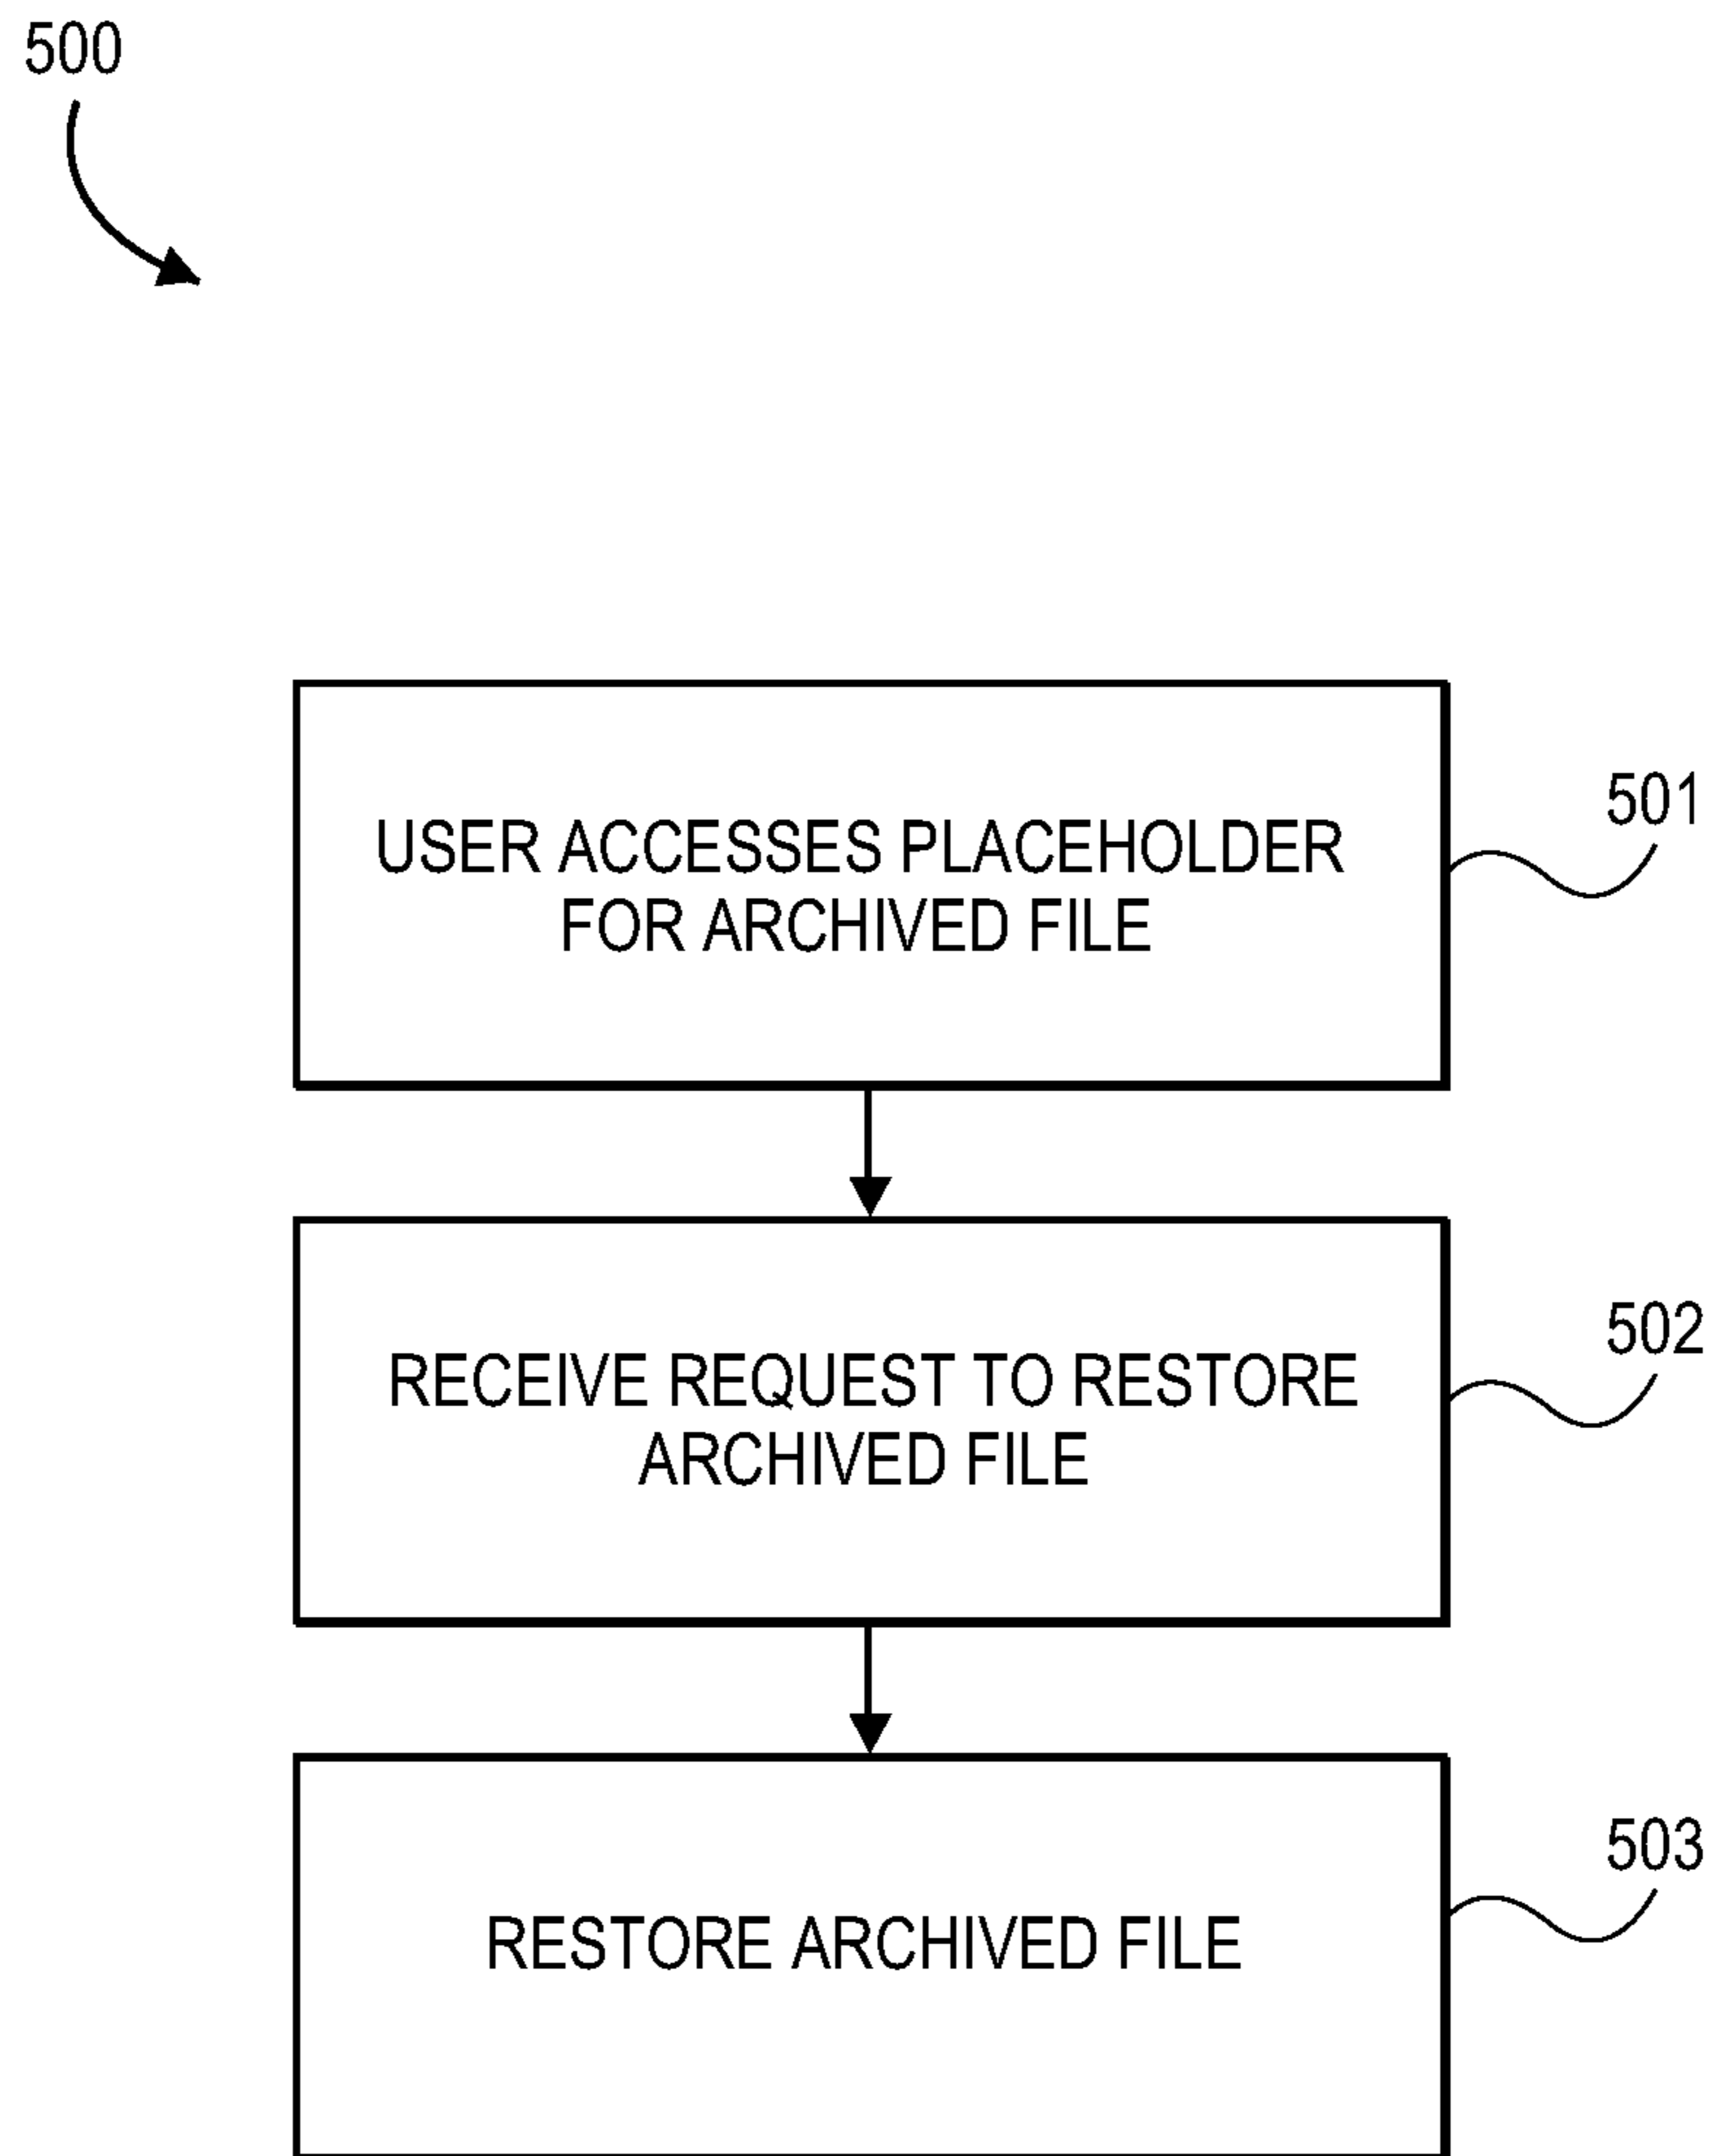 500
USER ACCESSES PLACEHOLDER
FOR ARCHIVED FILE
501
RECEIVE REQUEST TO RESTORE
ARCHIVED FILE
502
RESTORE ARCHIVED FILE
503